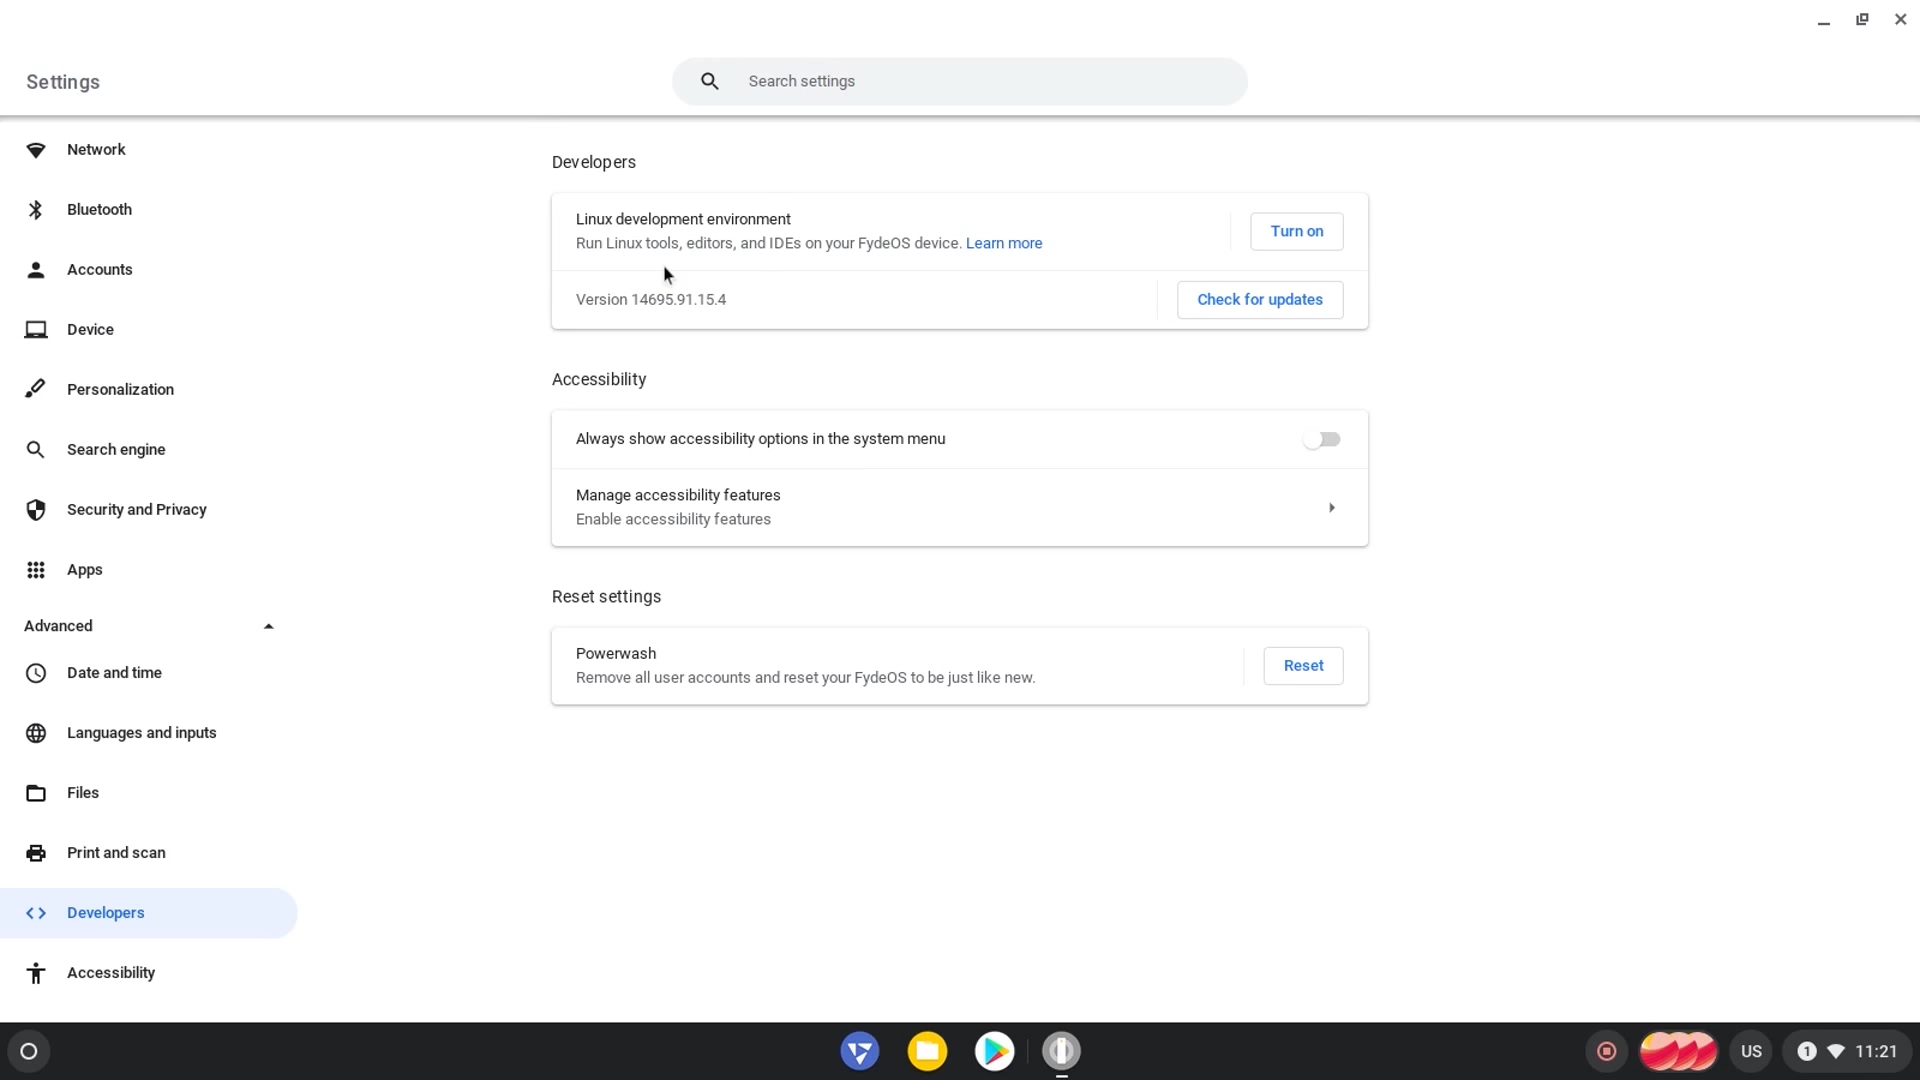 Settings
Search settings
Network
Bluetooth
Accounts
Device
Personalization
Search engine
Security and Privacy
Apps
Advanced
Date and time
Languages and inputs
Files
Print and scan
Developers
Accessibility
Developers
Linux development environment
Turn on
Run Linux tools, editors, and IDEs on your FydeOS device. Learn more
Version 14695.91.15.4
Check for updates
Accessibility
Always show accessibility options in the system menu
Manage accessibility features
Enable accessibility features
Reset settings
Powerwash
Reset
Remove all user accounts and reset your FydeOS to be just like new.
US
1
11:21